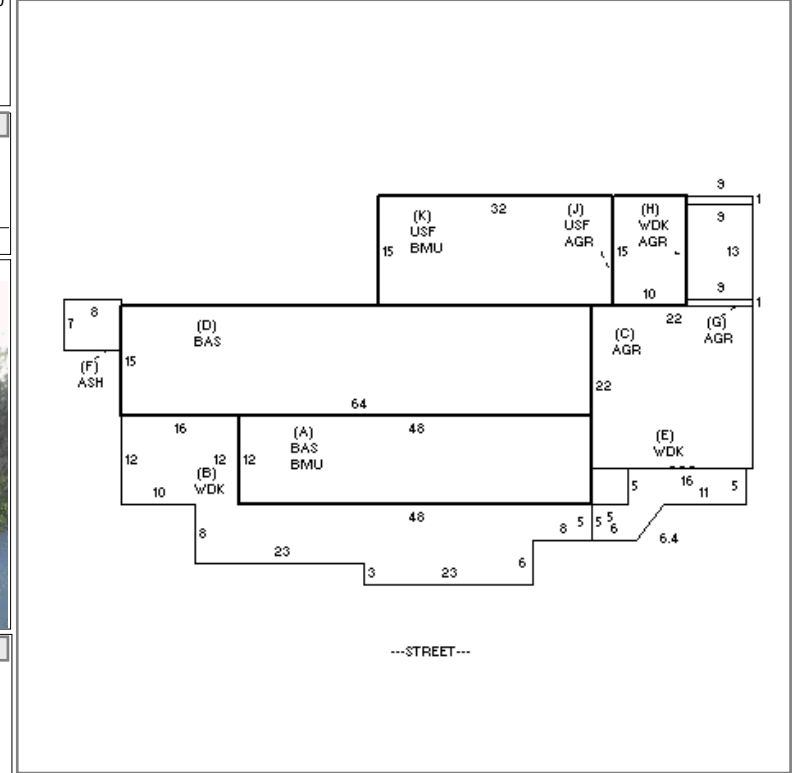 9
1
(K)
USF
BMU
32
(J)
USF
AGR
(H)
WDK
AGR
9
15
15
13
10
9
1
8
7
(D)
BAS
22
(G)
AGR
(C)
AGR
(F)
ASH
15
22
64
16
(A)
BAS
BMU
48
(E)
WDK
12
12
12
(B)
WDK
10
5
16
11
5
48
8
5
5
5
6
8
23
6.4
3
23
6
---STREET---